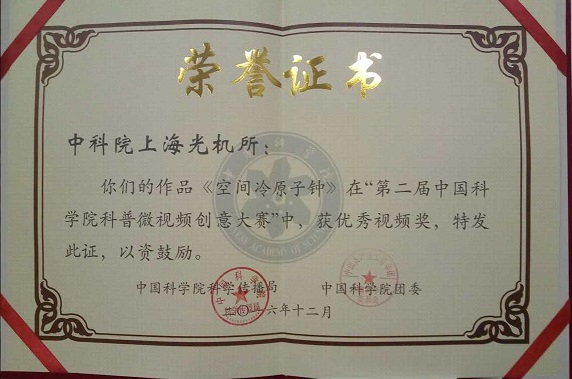 荣誉证书
中科院上海光机所：
你们的作品《空间冷原子钟》在“第二届中国科
学院科普微视频创意大赛”中，获优秀视频奖，特发
此证，以资鼓励。
中国科学院科学传播局 中国科学院团委
二〇一六年十二月